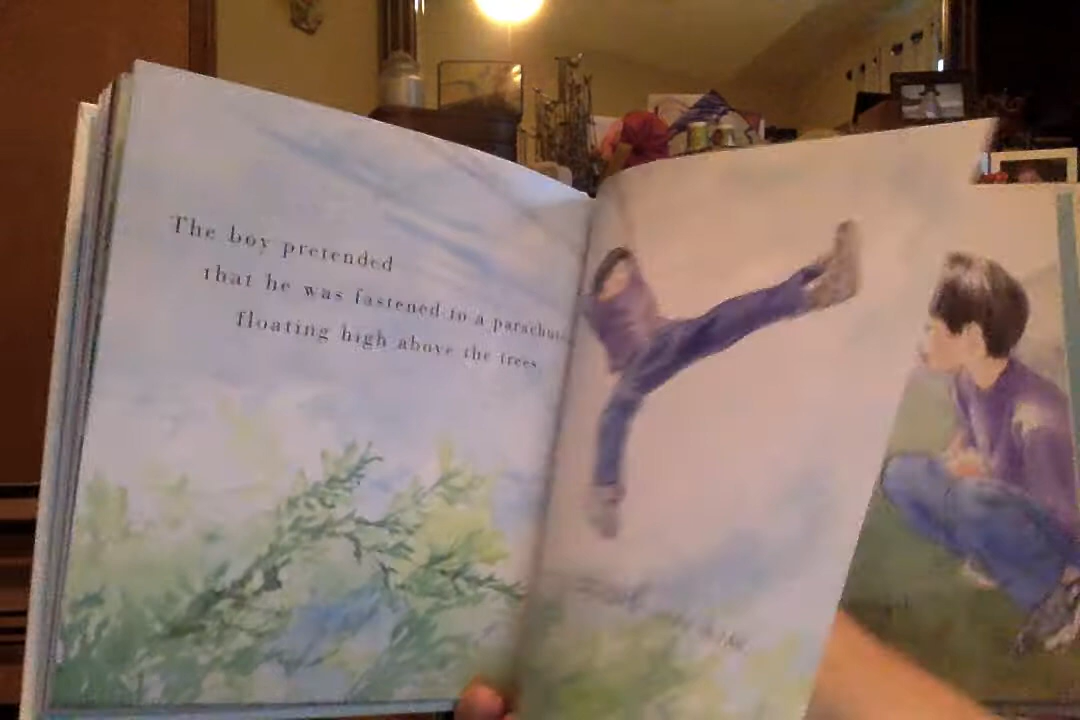 The boy pretended
that he was fastened to a parachute
floating high above the trees